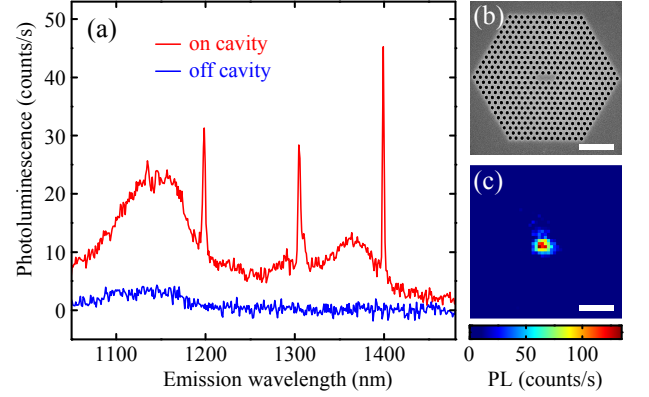 (a)
on cavity
off cavity
Photoluminescence (counts/s)
50
40
30
20
10
0
1100
1200
1300
1400
Emission wavelength (nm)
(b)
(c)
0
50
100
PL (counts/s)